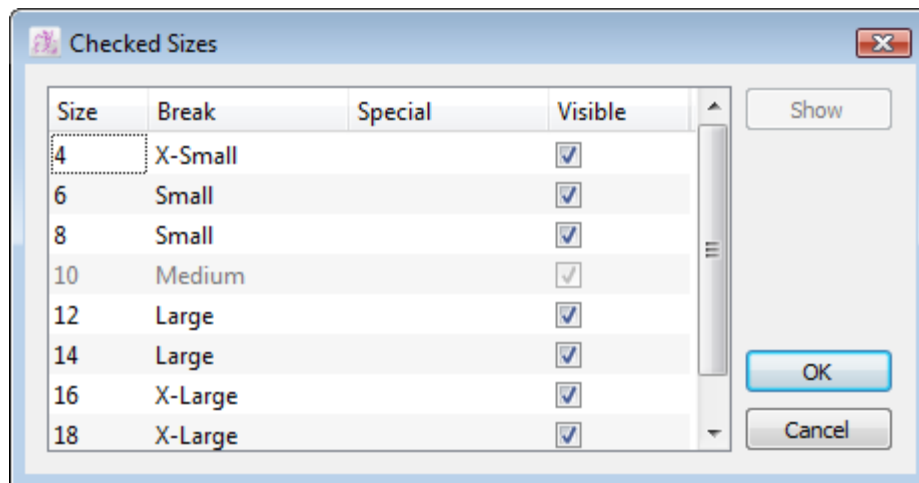 Checked Sizes
Size Break Special Visible
Show
4 X-Small
6 Small
8 Small
10 Medium
12 Large
14 Large
16 X-Large
18 X-Large
OK
Cancel